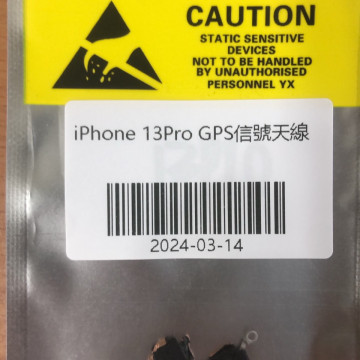 CAUTION
STATIC SENSITIVE
DEVICES
NOT TO BE HANDLED
BY UNAUTHORISED
PERSONNEL YX
iPhone 13Pro GPS信號天線
2024-03-14